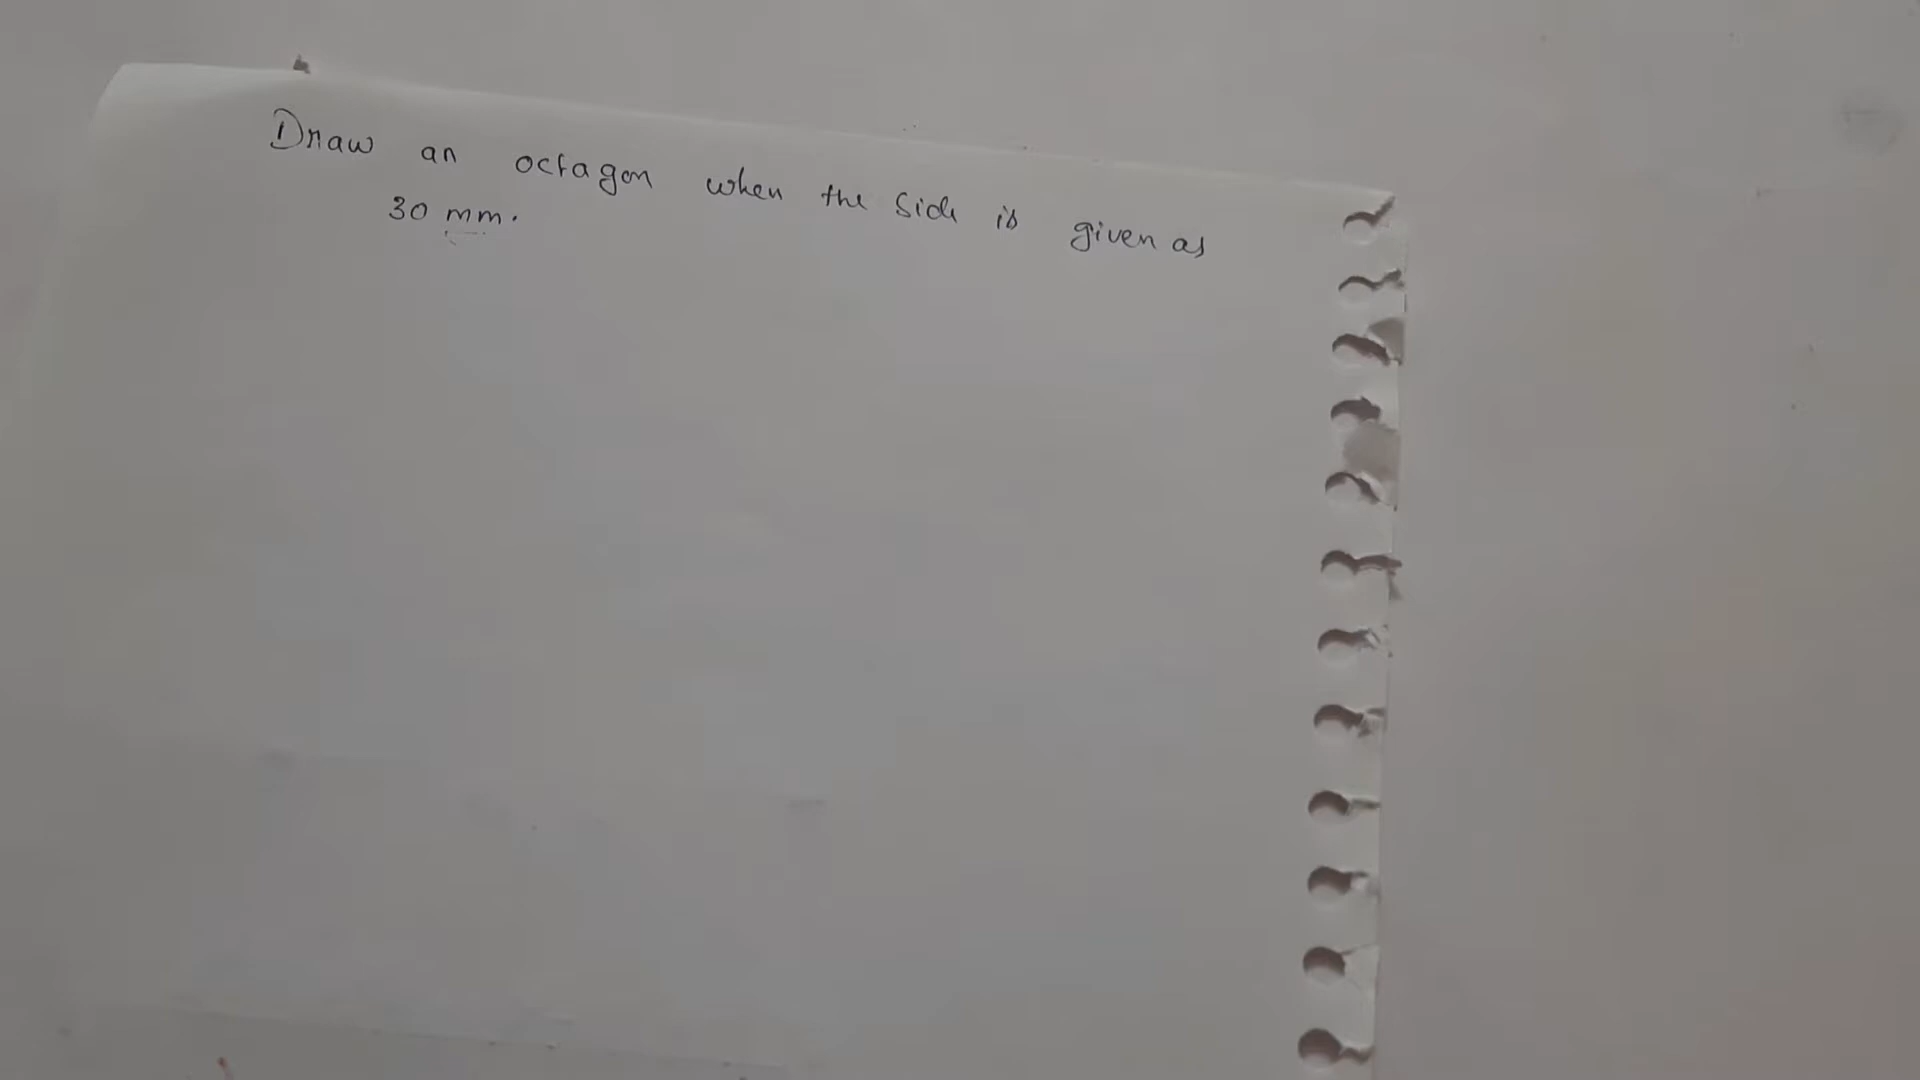 Draw an octagon when the side is given as
30 mm.